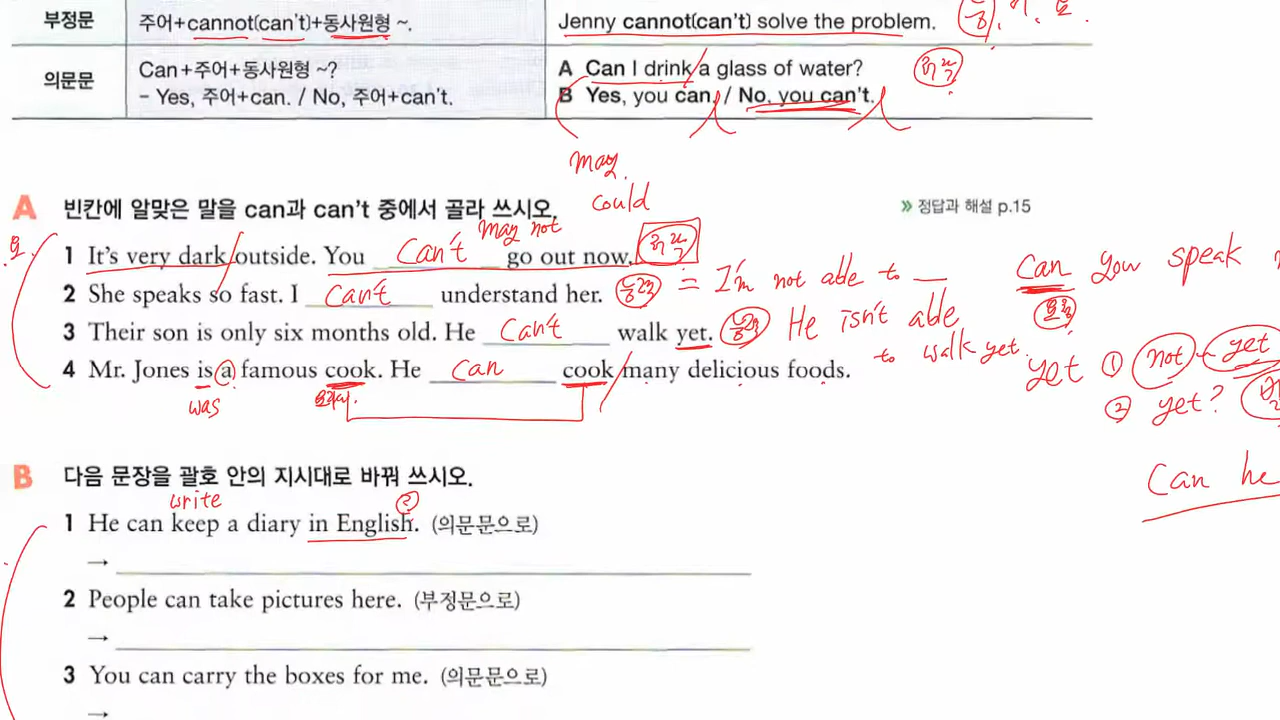 부정문 주어+cannot(can't)+동사원형 ~. Jenny cannot(can't) solve the problem.
의문문 Can+주어+동사원형 ~? A Can I drink a glass of water? 허락
– Yes, 주어+can. / No, 주어+can't. B Yes, you can. / No, you can't.
may
could
A 빈칸에 알맞은 말을 can과 can't 중에서 골라 쓰시오. » 정답과 해설 p.15
may not
1 It's very dark outside. You can't go out now. 허락
2 She speaks so fast. I can't understand her. 능력 = I'm not able to __ Can you speak
3 Their son is only six months old. He can't walk yet. 능력 He isn't able to walk yet.
4 Mr. Jones is a famous cook. He can cook many delicious foods.
was
yet ① not ~ yet
② yet?
Can he
B 다음 문장을 괄호 안의 지시대로 바꿔 쓰시오.
write ?
1 He can keep a diary in English. (의문문으로)
→
2 People can take pictures here. (부정문으로)
→
3 You can carry the boxes for me. (의문문으로)
→